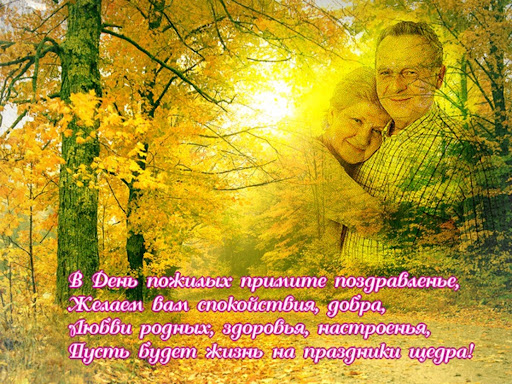 В День пожилых примите поздравленье,
Желаем вам спокойствия, добра,
Любви родных, здоровья, настроенья,
Пусть будет жизнь на праздники щедра!